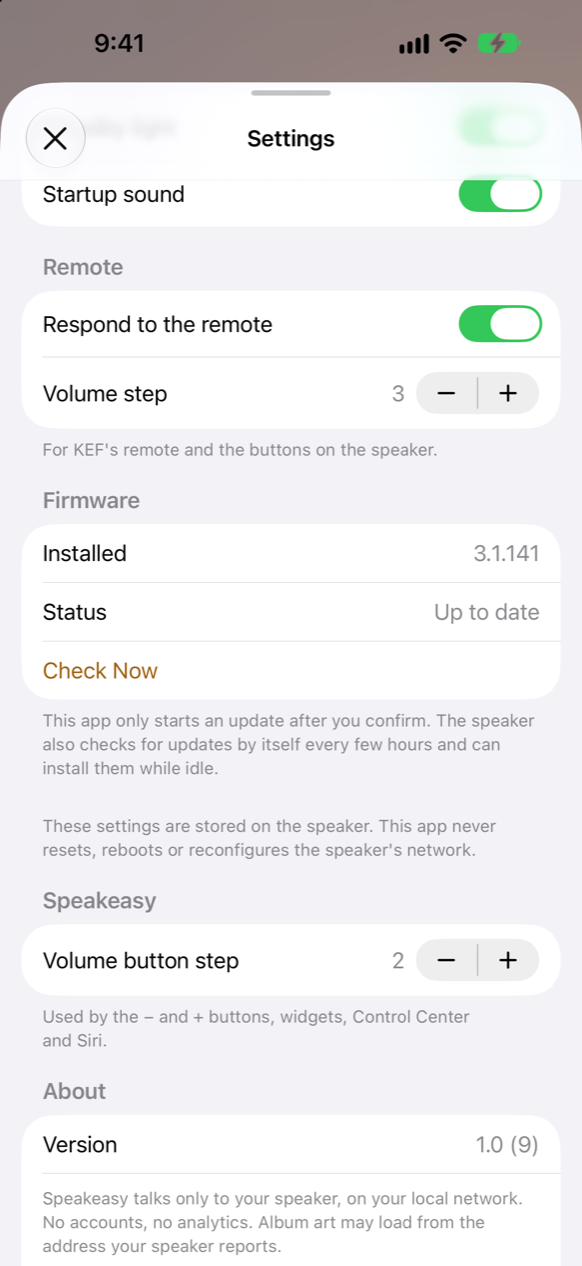 9:41
Settings
Startup sound
Remote
Respond to the remote
Volume step 3 − +
For KEF's remote and the buttons on the speaker.
Firmware
Installed 3.1.141
Status Up to date
Check Now
This app only starts an update after you confirm. The speaker
also checks for updates by itself every few hours and can
install them while idle.
These settings are stored on the speaker. This app never
resets, reboots or reconfigures the speaker's network.
Speakeasy
Volume button step 2 − +
Used by the − and + buttons, widgets, Control Center
and Siri.
About
Version 1.0 (9)
Speakeasy talks only to your speaker, on your local network.
No accounts, no analytics. Album art may load from the
address your speaker reports.